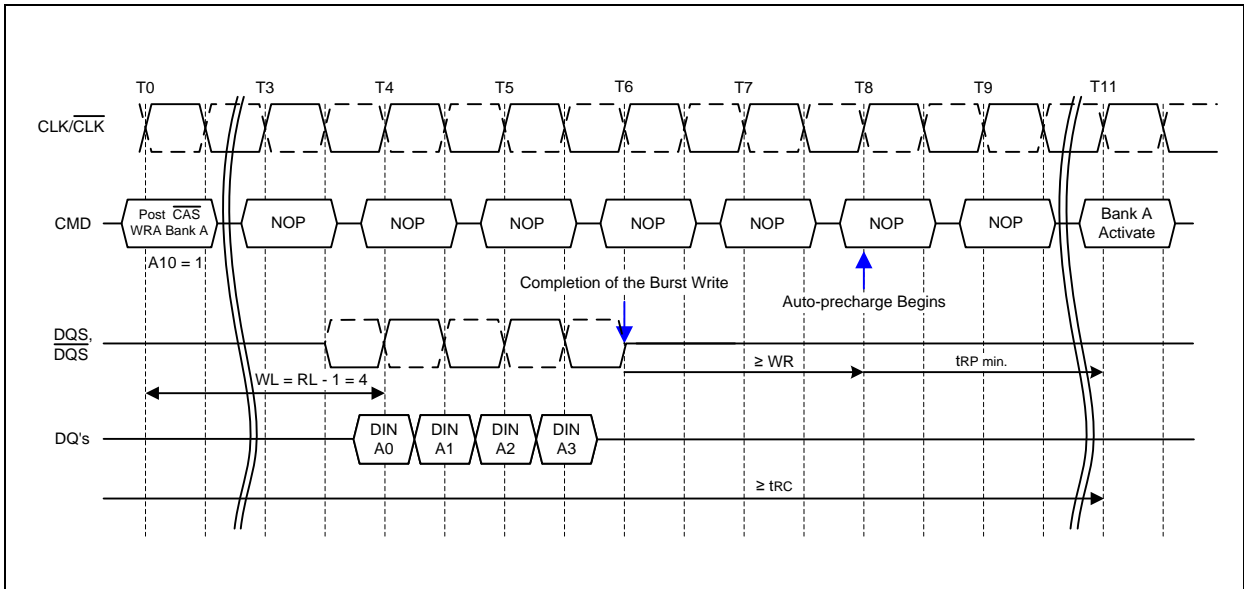 T0 T3 T4 T5 T6 T7 T8 T9 T11
CLK/CLK
CMD
Post CAS
WRA Bank A
NOP NOP NOP NOP NOP NOP NOP
Bank A
Activate
A10 = 1
Completion of the Burst Write
Auto-precharge Begins
DQS,
DQS
≥ WR
tRP min.
WL = RL - 1 = 4
DQ's
DIN
A0
DIN
A1
DIN
A2
DIN
A3
≥ tRC